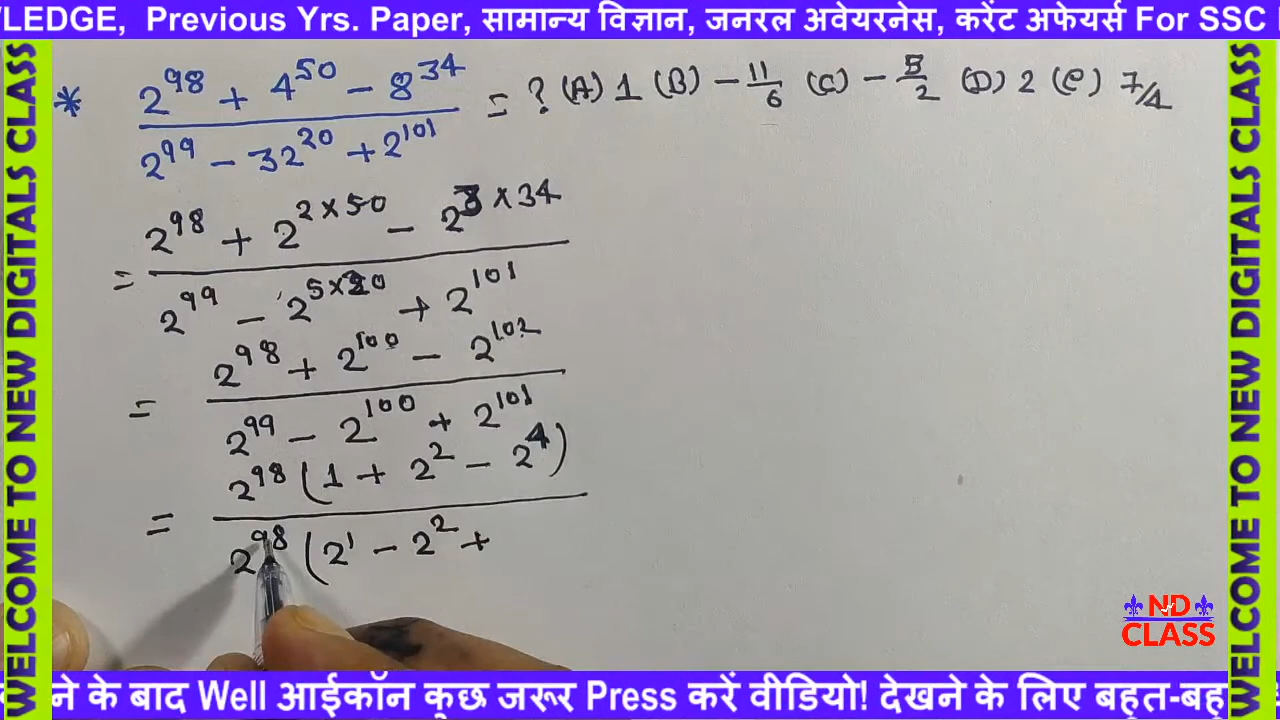 LEDGE, Previous Yrs. Paper, सामान्य विज्ञान, जनरल अवेयरनेस, करेंट अफेयर्स For SSC
* (2^98 + 4^50 - 8^34) / (2^99 - 32^20 + 2^101) = ? (A) 1 (B) -11/6 (C) -5/2 (D) 2 (e) 7/4
= (2^98 + 2^(2×50) - 2^(3×34)) / (2^99 - 2^(5×20) + 2^101)
= (2^98 + 2^100 - 2^102) / (2^99 - 2^100 + 2^101)
= 2^98 (1 + 2^2 - 2^4) / 2^98 (2^1 - 2^2 +
WELCOME TO NEW DIGITALS CLASS
WELCOME TO NEW DIGITALS CLASS
ND
CLASS
ने के बाद Well आईकॉन कुछ जरूर Press करें वीडियो! देखने के लिए बहुत-बह